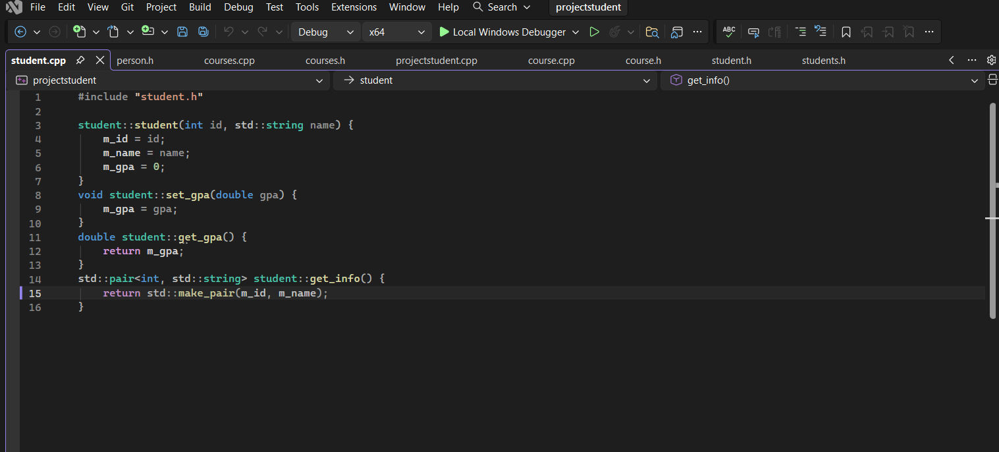 File Edit View Git Project Build Debug Test Tools Extensions Window Help Search projectstudent
Debug x64 Local Windows Debugger ABC
student.cpp person.h courses.cpp courses.h projectstudent.cpp course.cpp course.h student.h students.h
projectstudent student get_info()
1 #include "student.h"
2
3 student::student(int id, std::string name) {
4 m_id = id;
5 m_name = name;
6 m_gpa = 0;
7 }
8 void student::set_gpa(double gpa) {
9 m_gpa = gpa;
10 }
11 double student::get_gpa() {
12 return m_gpa;
13 }
14 std::pair<int, std::string> student::get_info() {
15 return std::make_pair(m_id, m_name);
16 }